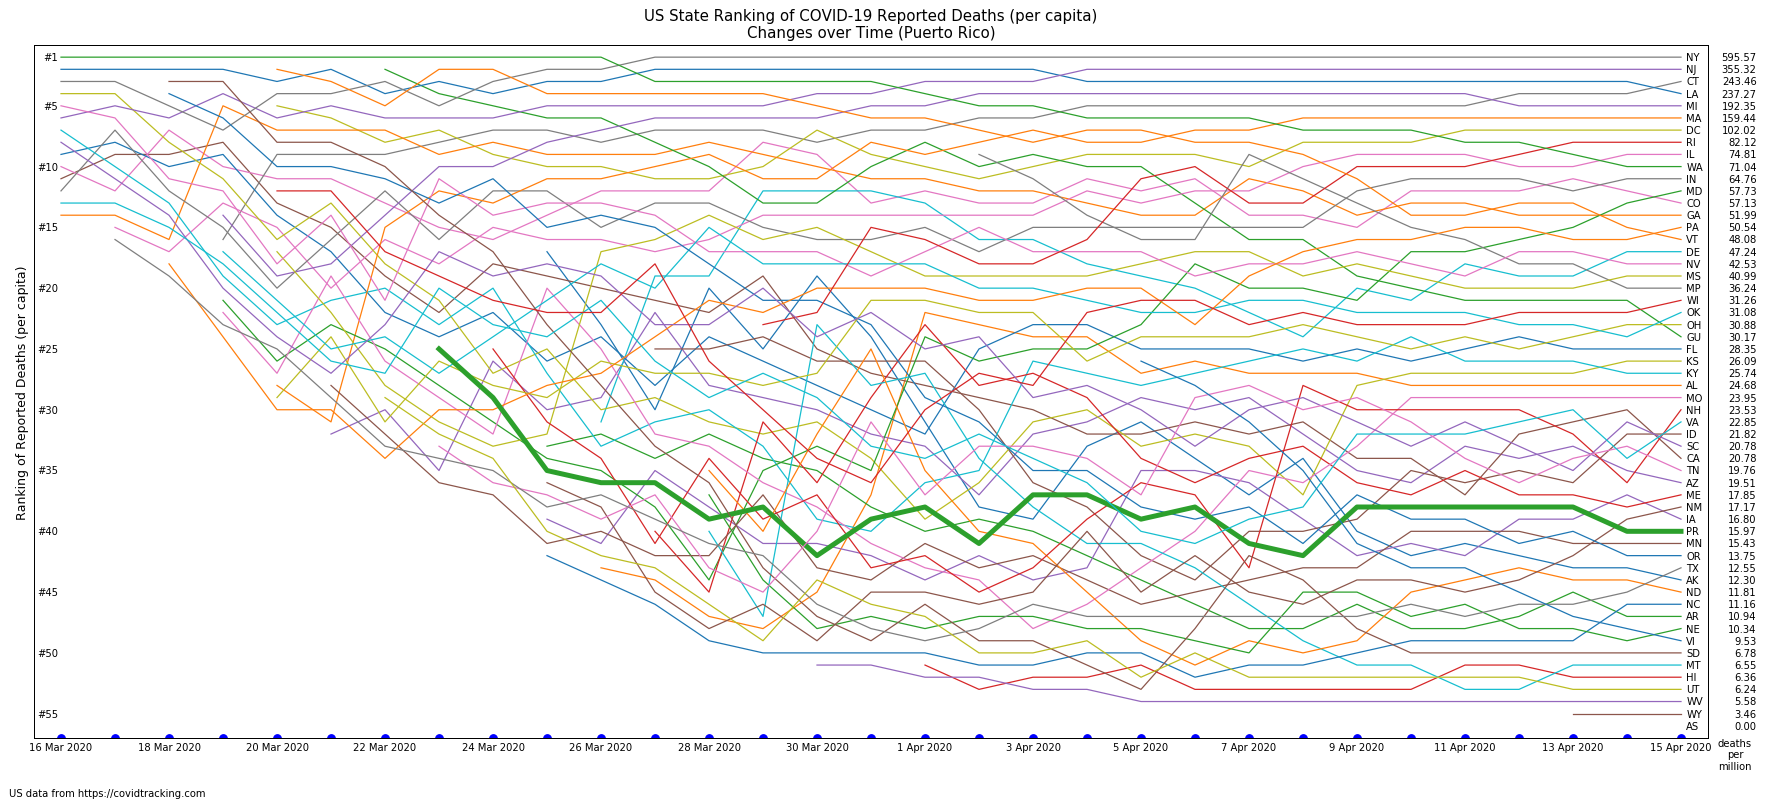 US State Ranking of COVID-19 Reported Deaths (per capita)
Changes over Time (Puerto Rico)
Ranking of Reported Deaths (per capita)
#1
#5
#10
#15
#20
#25
#30
#35
#40
#45
#50
#55
NY 595.57
NJ 355.32
CT 243.46
LA 237.27
MI 192.35
MA 159.44
DC 102.02
RI 82.12
IL 74.81
WA 71.04
IN 64.76
MD 57.73
CO 57.13
GA 51.99
PA 50.54
VT 48.08
DE 47.24
NV 42.53
MS 40.99
MP 36.24
WI 31.26
OK 31.08
OH 30.88
GU 30.17
FL 28.35
KS 26.09
KY 25.74
AL 24.68
MO 23.95
NH 23.53
VA 22.85
ID 21.82
SC 20.78
CA 20.78
TN 19.76
AZ 19.51
ME 17.85
NM 17.17
IA 16.80
PR 15.97
MN 15.43
OR 13.75
TX 12.55
AK 12.30
ND 11.81
NC 11.16
AR 10.94
NE 10.34
VI 9.53
SD 6.78
MT 6.55
HI 6.36
UT 6.24
WV 5.58
WY 3.46
AS 0.00
16 Mar 2020 18 Mar 2020 20 Mar 2020 22 Mar 2020 24 Mar 2020 26 Mar 2020 28 Mar 2020 30 Mar 2020 1 Apr 2020 3 Apr 2020 5 Apr 2020 7 Apr 2020 9 Apr 2020 11 Apr 2020 13 Apr 2020 15 Apr 2020
deaths
per
million
US data from https://covidtracking.com